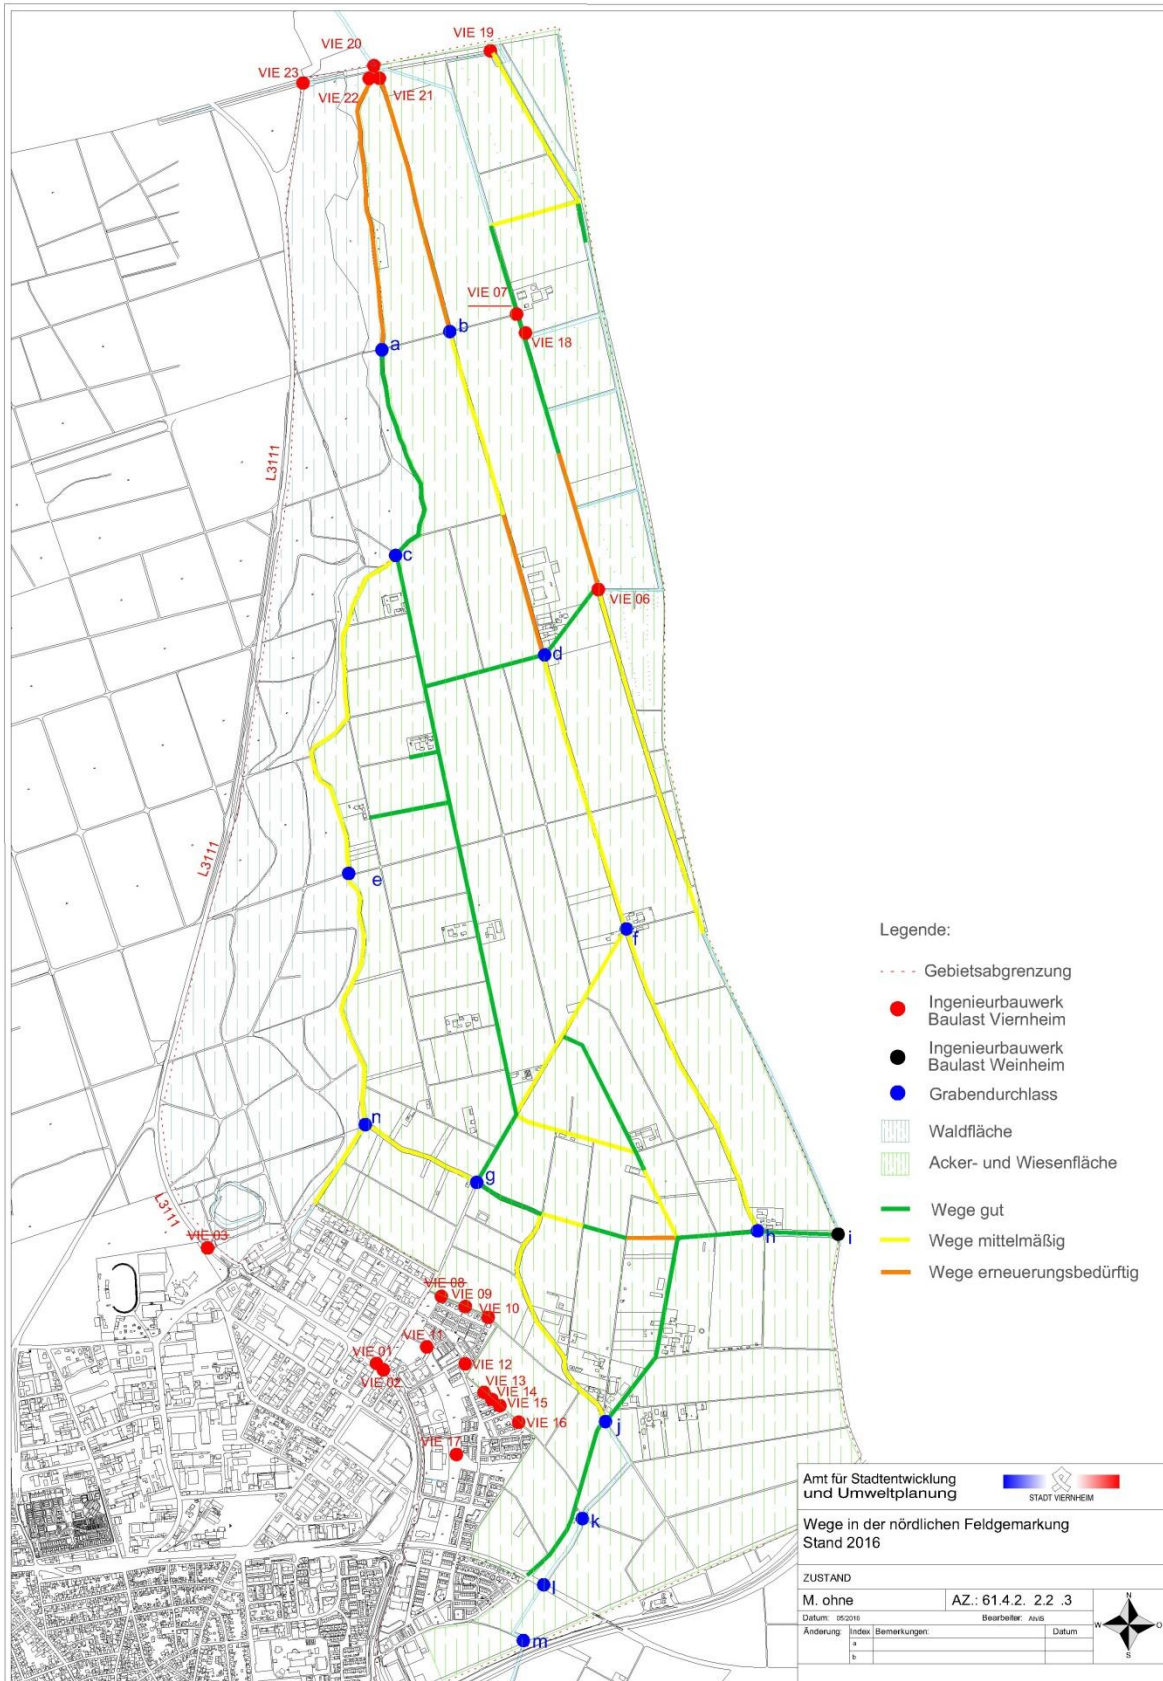 VIE 19
VIE 20
VIE 23
VIE 22
VIE 21
VIE 07
b
VIE 18
a
L3111
c
VIE 06
d
L3111
e
f
n
g
L3111
VIE 03
h
i
VIE 08
VIE 09
VIE 10
VIE 11
VIE 01
VIE 02
VIE 12
VIE 13
VIE 14
VIE 15
VIE 16
j
VIE 17
k
l
m
Legende:
Gebietsabgrenzung
Ingenieurbauwerk
Baulast Viernheim
Ingenieurbauwerk
Baulast Weinheim
Grabendurchlass
Waldfläche
Acker- und Wiesenfläche
Wege gut
Wege mittelmäßig
Wege erneuerungsbedürftig
Amt für Stadtentwicklung
und Umweltplanung
STADT VIERNHEIM
Wege in der nördlichen Feldgemarkung
Stand 2016
ZUSTAND
M. ohne
AZ.: 61.4.2. 2.2 .3
Datum: 05/2016
Bearbeiter:
Änderung: Index Bemerkungen: Datum
a
b
N
W O
S